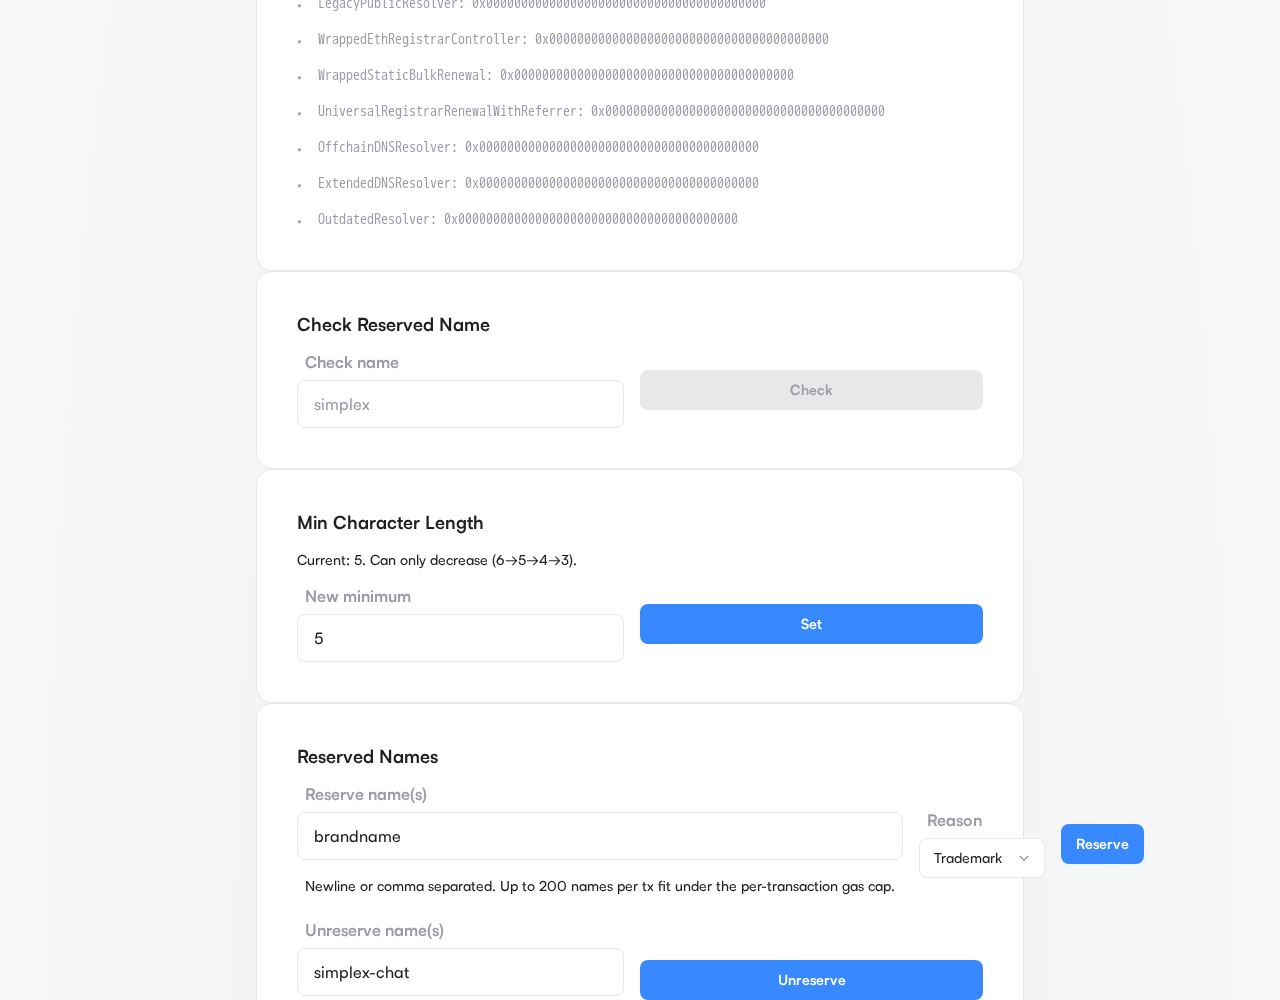 LegacyPublicResolver: 0x0000000000000000000000000000000000000000
WrappedEthRegistrarController: 0x0000000000000000000000000000000000000000
WrappedStaticBulkRenewal: 0x0000000000000000000000000000000000000000
UniversalRegistrarRenewalWithReferrer: 0x0000000000000000000000000000000000000000
OffchainDNSResolver: 0x0000000000000000000000000000000000000000
ExtendedDNSResolver: 0x0000000000000000000000000000000000000000
OutdatedResolver: 0x0000000000000000000000000000000000000000
Check Reserved Name
Check name
simplex
Check
Min Character Length
Current: 5. Can only decrease (6→5→4→3).
New minimum
5
Set
Reserved Names
Reserve name(s)
brandname
Reason
Trademark
Reserve
Newline or comma separated. Up to 200 names per tx fit under the per-transaction gas cap.
Unreserve name(s)
simplex-chat
Unreserve